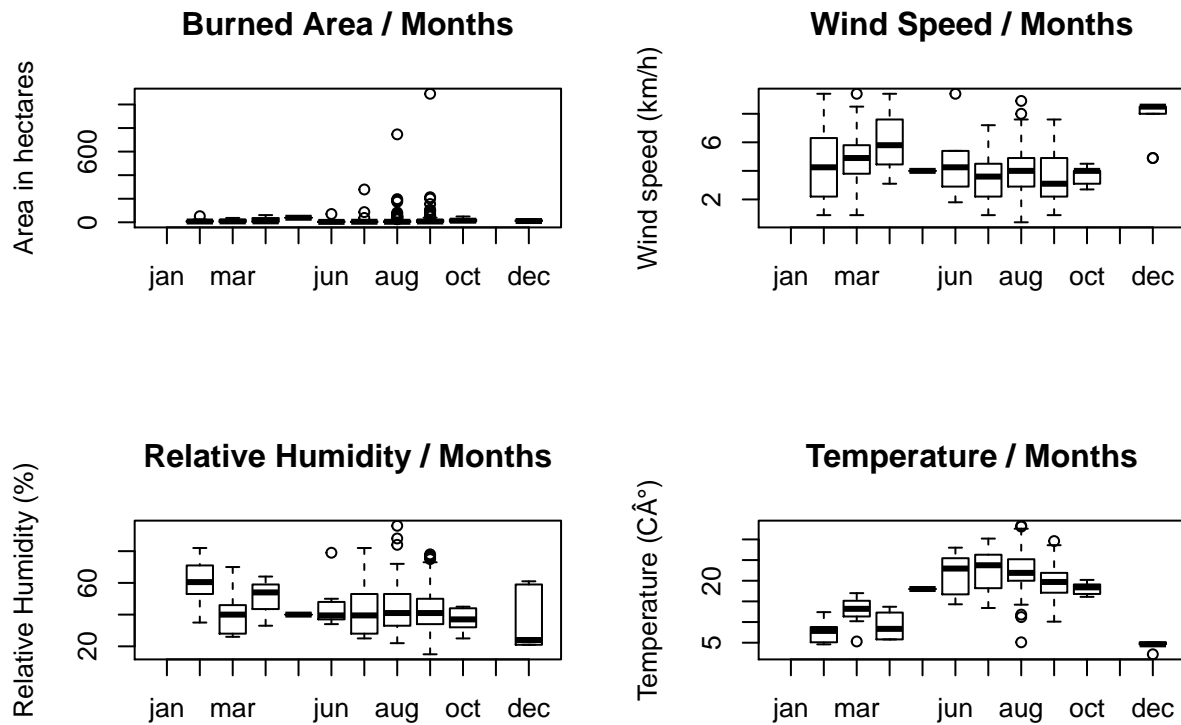 Burned Area / Months
Area in hectares
0 600
jan mar jun aug oct dec
Wind Speed / Months
Wind speed (km/h)
2 6
jan mar jun aug oct dec
Relative Humidity / Months
Relative Humidity (%)
20 60
jan mar jun aug oct dec
Temperature / Months
Temperature (CÂ°)
5 20
jan mar jun aug oct dec